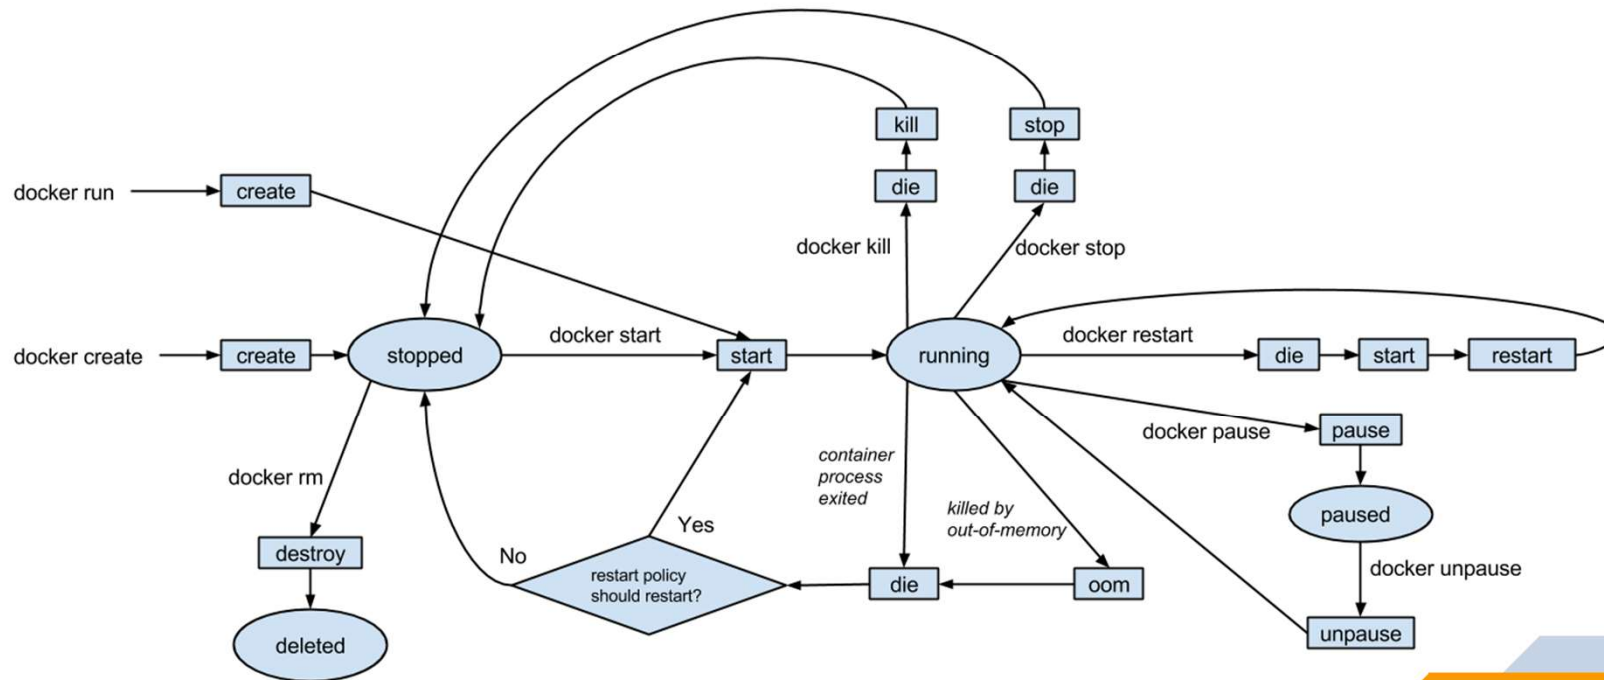 kill
stop
docker run
create
die
die
docker kill
docker stop
docker create
create
stopped
docker start
start
running
docker restart
die
start
restart
docker pause
pause
container
process
exited
docker rm
killed by
out-of-memory
paused
Yes
No
destroy
restart policy
should restart?
die
oom
docker unpause
unpause
deleted